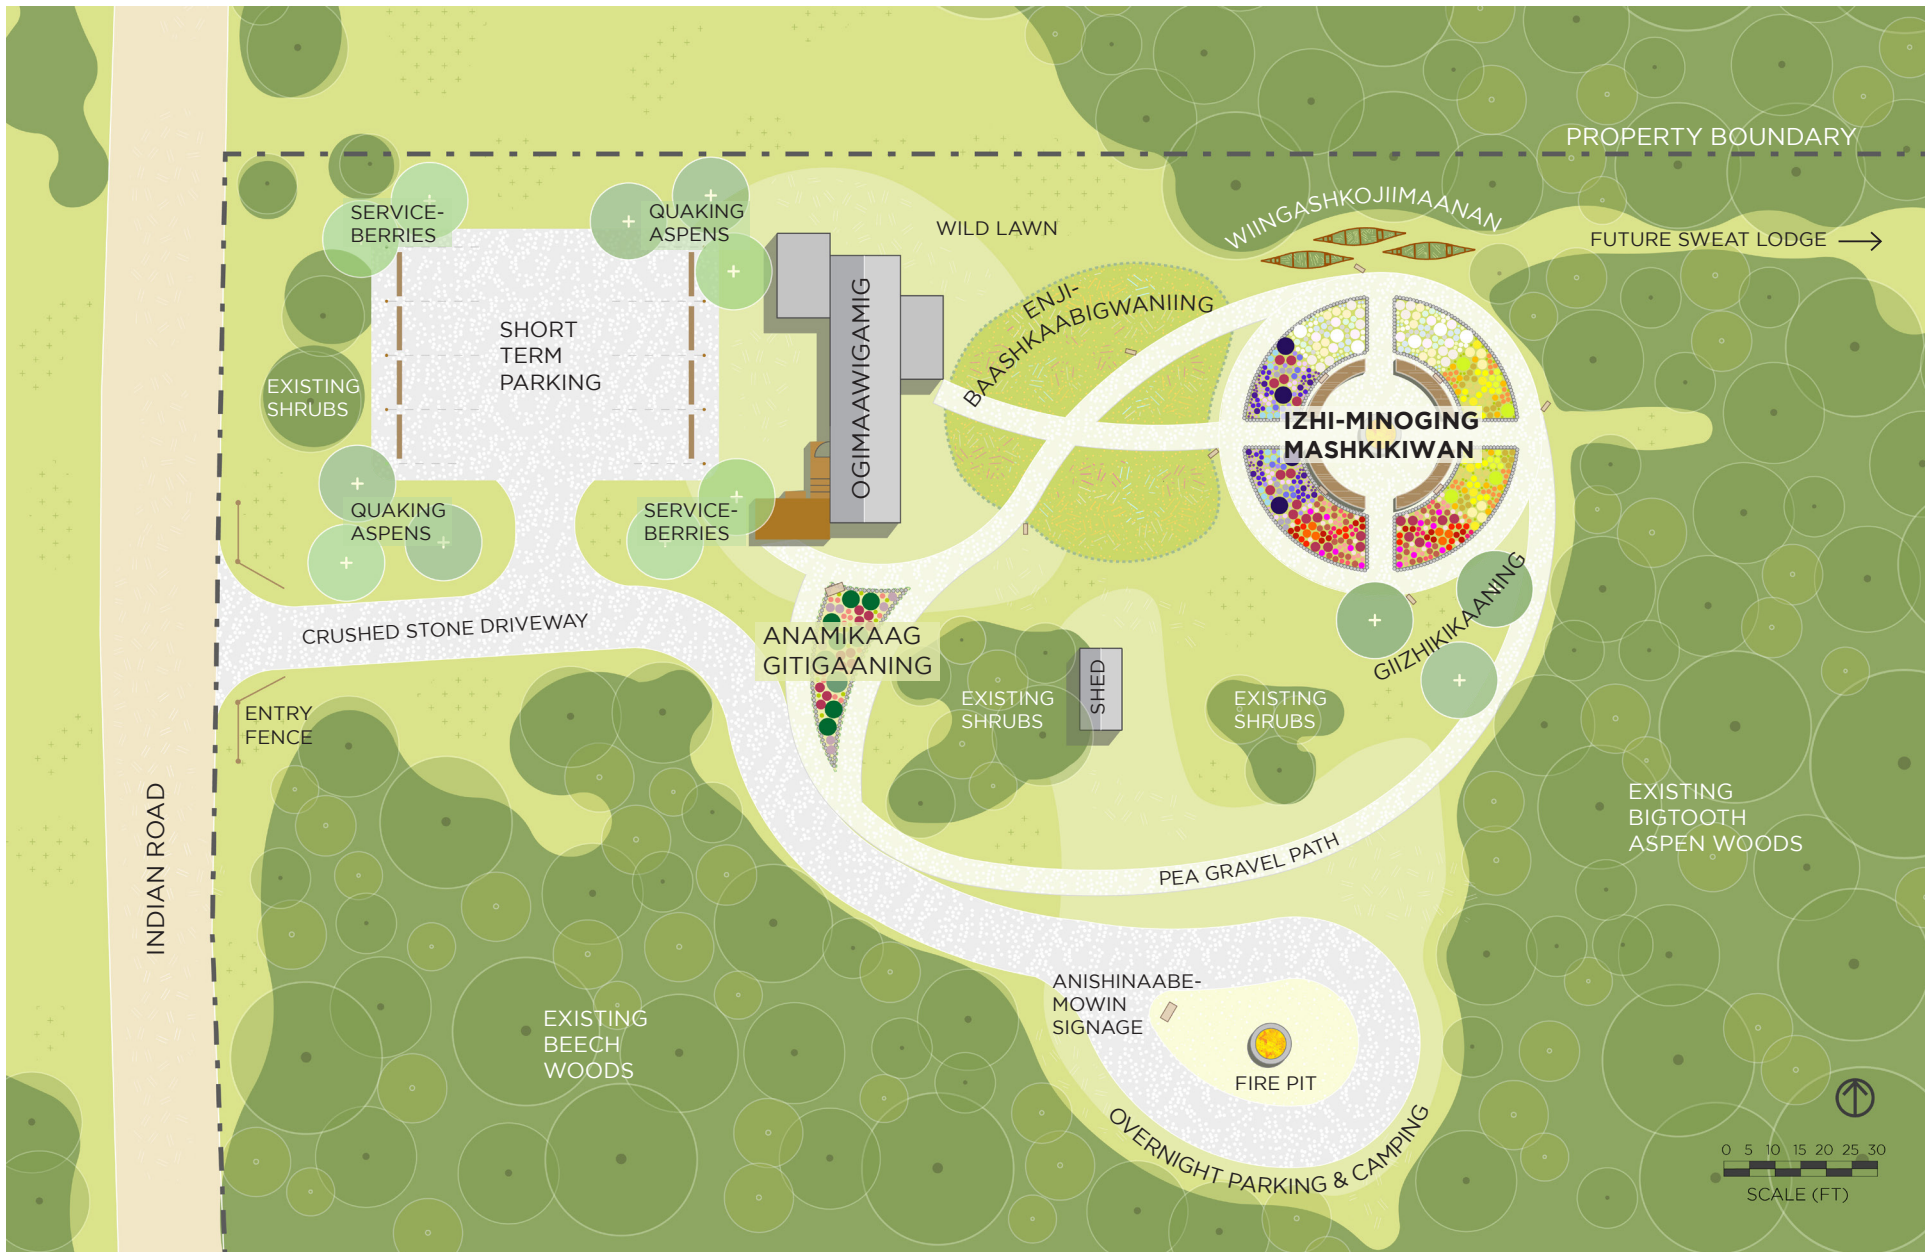 PROPERTY BOUNDARY
SERVICE-
BERRIES
QUAKING
ASPENS
WILD LAWN
WIINGASHKOJIIMAANAN
FUTURE SWEAT LODGE
ENJI-
BAASHKAABIGWANIING
SHORT
TERM
PARKING
OGIMAAWIGAMIG
EXISTING
SHRUBS
IZHI-MINOGING
MASHKIKIWAN
QUAKING
ASPENS
SERVICE-
BERRIES
CRUSHED STONE DRIVEWAY
ANAMIKAAG
GITIGAANING
GIIZHIKIKAANIING
EXISTING
SHRUBS
SHED
EXISTING
SHRUBS
ENTRY
FENCE
INDIAN ROAD
EXISTING
BIGTOOTH
ASPEN WOODS
PEA GRAVEL PATH
ANISHINAABE-
MOWIN
SIGNAGE
EXISTING
BEECH
WOODS
FIRE PIT
OVERNIGHT PARKING & CAMPING
0 5 10 15 20 25 30
SCALE (FT)